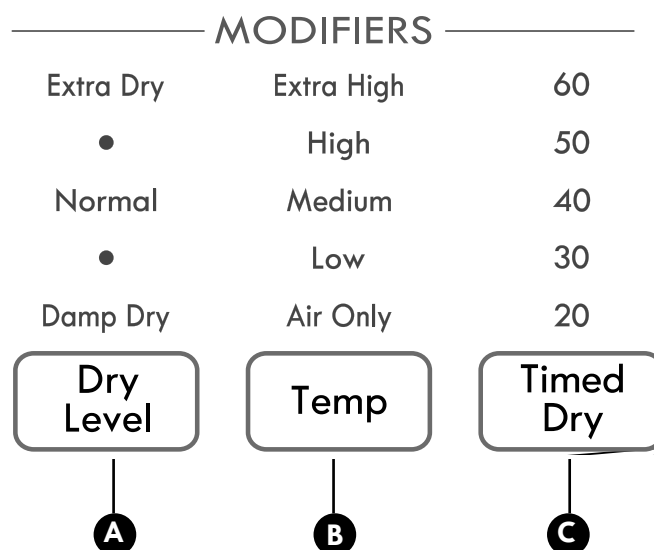 MODIFIERS
Extra Dry Extra High 60
• High 50
Normal Medium 40
• Low 30
Damp Dry Air Only 20
Dry Level Temp Timed Dry
A B C